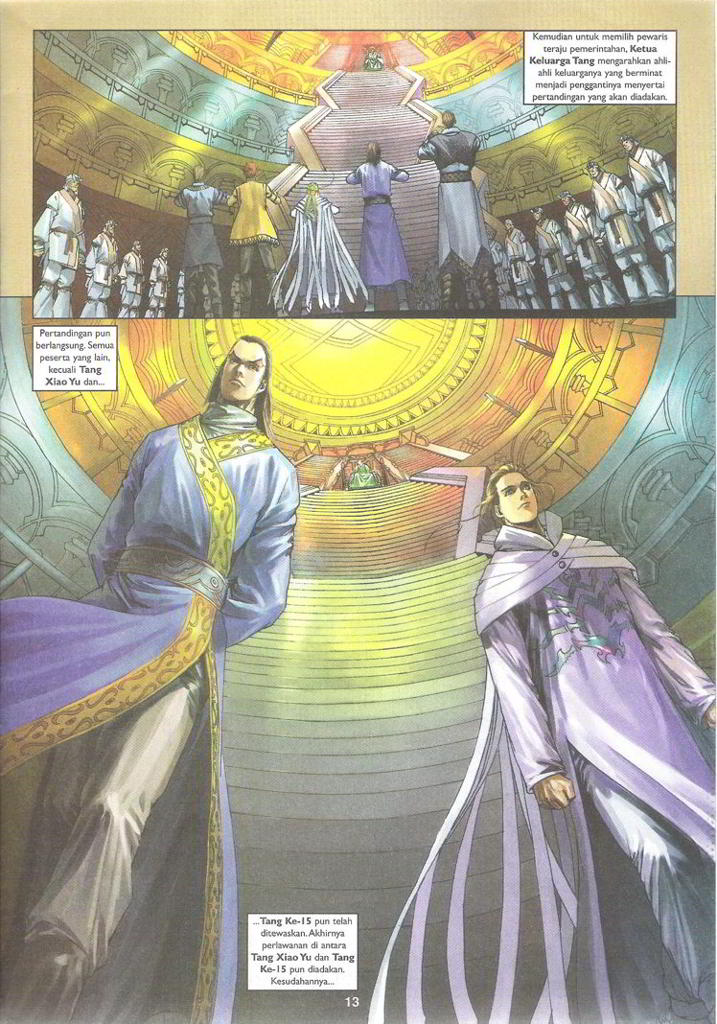 Kemudian untuk memilih pewaris
teraju pemerintahan, Ketua
Keluarga Tang mengarahkan ahli-
ahli keluarganya yang berminat
menjadi penggantinya menyertai
pertandingan yang akan diadakan.
Pertandingan pun
berlangsung. Semua
peserta yang lain,
kecuali Tang
Xiao Yu dan...
...Tang Ke-15 pun telah
ditewaskan. Akhirnya
perlawanan di antara
Tang Xiao Yu dan Tang
Ke-15 pun diadakan.
Kesudahannya...
13